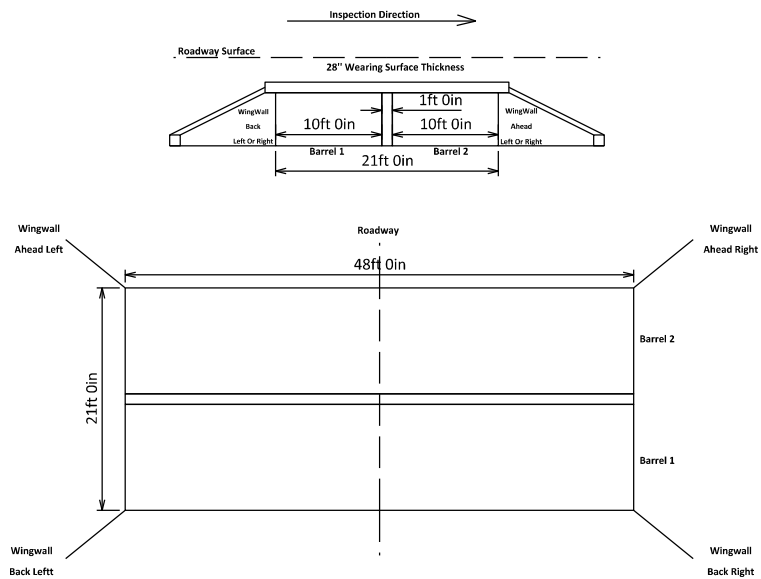 Inspection Direction
Roadway Surface
28" Wearing Surface Thickness
1ft 0in
WingWall
Back
Left Or Right
10ft 0in
10ft 0in
WingWall
Ahead
Left Or Right
Barrel 1
Barrel 2
21ft 0in
Wingwall
Ahead Left
Roadway
Wingwall
Ahead Right
48ft 0in
Barrel 2
21ft 0in
Barrel 1
Wingwall
Back Leftt
Wingwall
Back Right